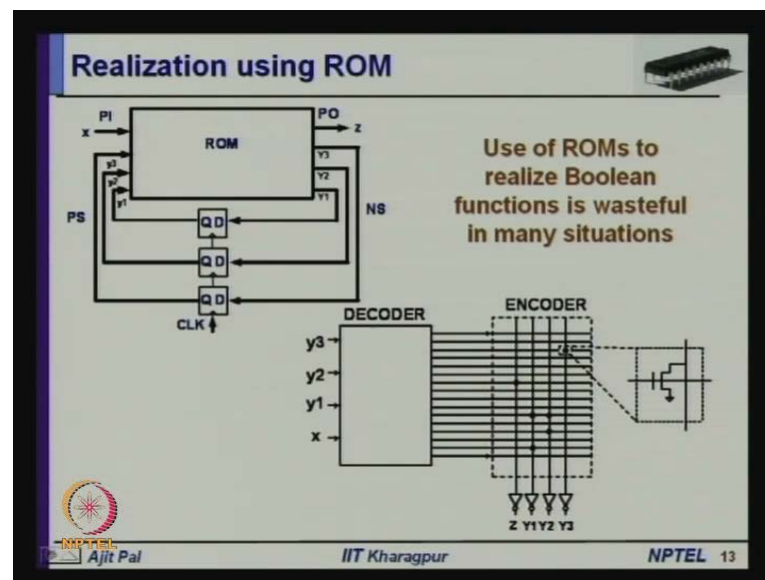 Realization using ROM
PI
PO
x
z
ROM
y3
y2
y1
Y3
Y2
Y1
PS
NS
Q D
Q D
Q D
CLK
Use of ROMs to
realize Boolean
functions is wasteful
in many situations
DECODER
ENCODER
y3
y2
y1
x
Z Y1 Y2 Y3
NPTEL
Ajit Pal
IIT Kharagpur
NPTEL 13